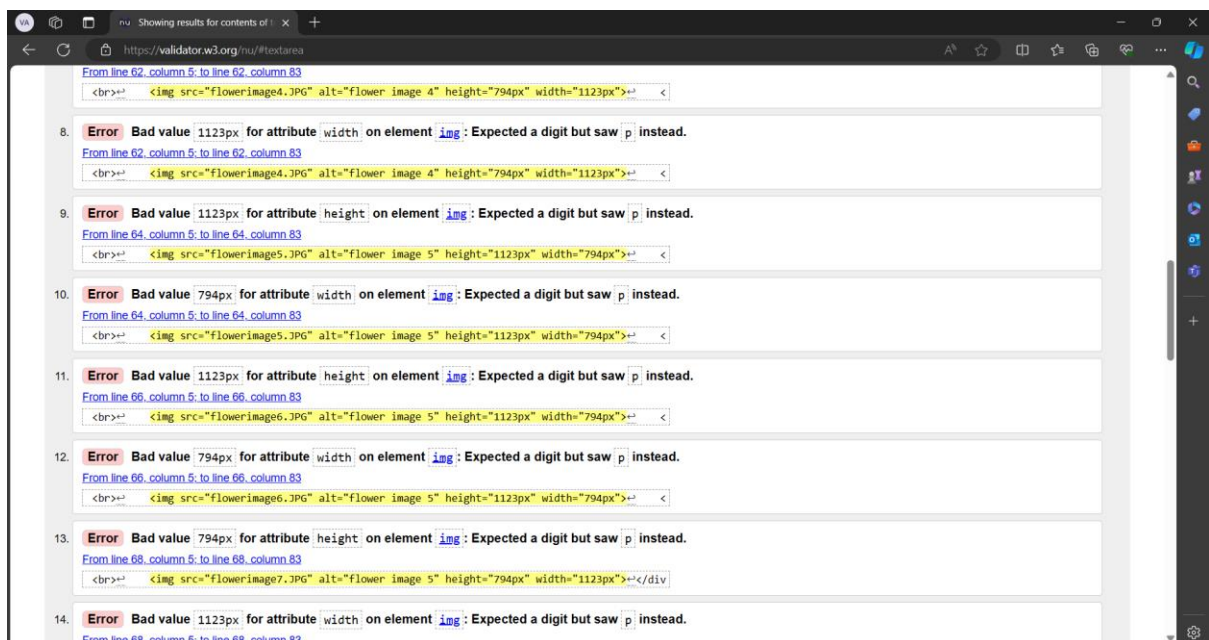 VA
nu Showing results for contents of t
https://validator.w3.org/nu/#textarea
From line 62, column 5; to line 62, column 83
<br>↩    <img src="flowerimage4.JPG" alt="flower image 4" height="794px" width="1123px">↩    <
8. Error Bad value 1123px for attribute width on element img: Expected a digit but saw p instead.
From line 62, column 5; to line 62, column 83
<br>↩    <img src="flowerimage4.JPG" alt="flower image 4" height="794px" width="1123px">↩    <
9. Error Bad value 1123px for attribute height on element img: Expected a digit but saw p instead.
From line 64, column 5; to line 64, column 83
<br>↩    <img src="flowerimage5.JPG" alt="flower image 5" height="1123px" width="794px">↩    <
10. Error Bad value 794px for attribute width on element img: Expected a digit but saw p instead.
From line 64, column 5; to line 64, column 83
<br>↩    <img src="flowerimage5.JPG" alt="flower image 5" height="1123px" width="794px">↩    <
11. Error Bad value 1123px for attribute height on element img: Expected a digit but saw p instead.
From line 66, column 5; to line 66, column 83
<br>↩    <img src="flowerimage6.JPG" alt="flower image 5" height="1123px" width="794px">↩    <
12. Error Bad value 794px for attribute width on element img: Expected a digit but saw p instead.
From line 66, column 5; to line 66, column 83
<br>↩    <img src="flowerimage6.JPG" alt="flower image 5" height="1123px" width="794px">↩    <
13. Error Bad value 794px for attribute height on element img: Expected a digit but saw p instead.
From line 68, column 5; to line 68, column 83
<br>↩    <img src="flowerimage7.JPG" alt="flower image 5" height="794px" width="1123px">↩</div
14. Error Bad value 1123px for attribute width on element img: Expected a digit but saw p instead.
From line 68, column 5; to line 68, column 83